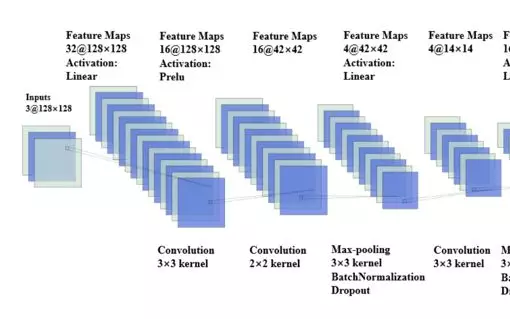 Feature Maps
32@128×128
Activation:
Linear
Feature Maps
16@128×128
Activation:
Prelu
Feature Maps
16@42×42
Feature Maps
4@42×42
Activation:
Linear
Feature Maps
4@14×14
Inputs
3@128×128
Convolution
3×3 kernel
Convolution
2×2 kernel
Max-pooling
3×3 kernel
BatchNormalization
Dropout
Convolution
3×3 kernel